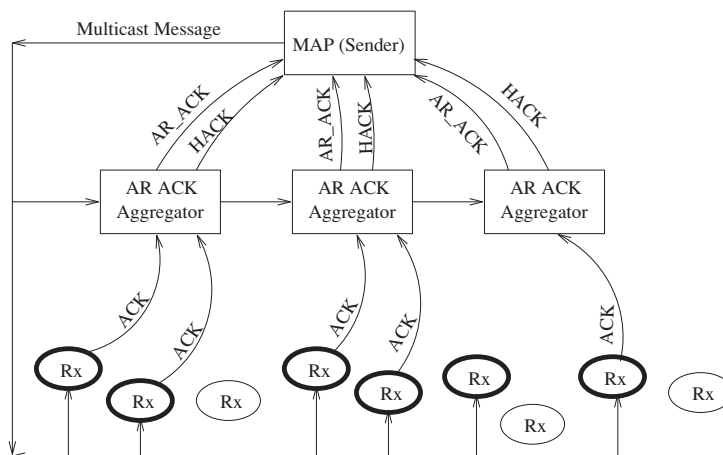 Multicast Message
MAP (Sender)
AR_ACK
HACK
AR_ACK
HACK
AR_ACK
HACK
AR ACK
Aggregator
AR ACK
Aggregator
AR ACK
Aggregator
ACK
ACK
ACK
ACK
ACK
Rx
Rx
Rx
Rx
Rx
Rx
Rx
Rx
Rx